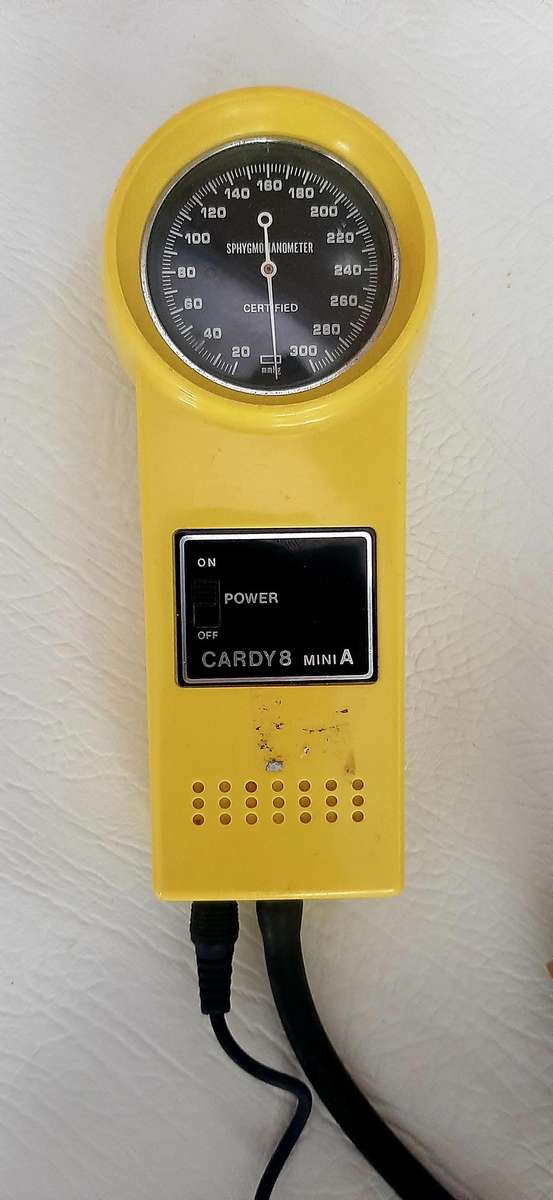 160
140 180
120 200
100 220
80 240
60 260
40 280
20 300
SPHYGMOMANOMETER
CERTIFIED
mmHg
ON
POWER
OFF
CARDY 8 MINI A